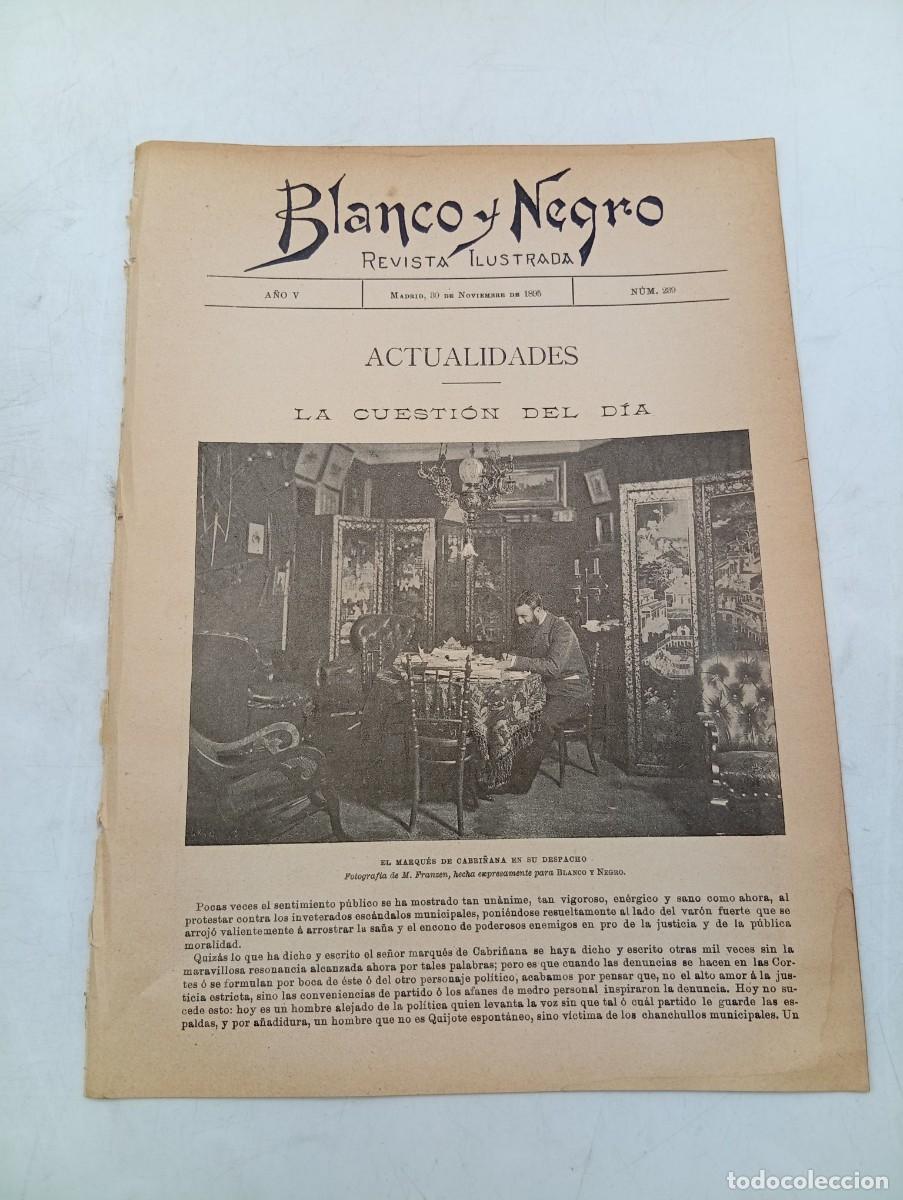 Blanco y Negro
REVISTA ILUSTRADA
AÑO V
MADRID, 30 DE NOVIEMBRE DE 1895
NÚM. 239
ACTUALIDADES
LA CUESTIÓN DEL DÍA
EL MARQUÉS DE CABRIÑANA EN SU DESPACHO
Fotografía de M. Franzen, hecha expresamente para BLANCO Y NEGRO.
Pocas veces el sentimiento público se ha mostrado tan unánime, tan vigoroso, enérgico y sano como ahora, al
protestar contra los inveterados escándalos municipales, poniéndose resueltamente al lado del varón fuerte que se
arrojó valientemente á arrostrar la saña y el encono de poderosos enemigos en pro de la justicia y de la pública
moralidad.
Quizás lo que ha dicho y escrito el señor marqués de Cabriñana se haya dicho y escrito otras mil veces sin la
maravillosa resonancia alcanzada ahora por tales palabras; pero es que cuando las denuncias se hacen en las Cor-
tes ó se formulan por boca de éste ó del otro personaje político, acabamos por pensar que, no el alto amor á la jus-
ticia estricta, sino las conveniencias de partido ó los afanes de medro personal inspiraron la denuncia. Hoy no su-
cede esto: hoy es un hombre alejado de la política quien levanta la voz sin que tal ó cuál partido le guarde las es-
paldas, y por añadidura, un hombre que no es Quijote espontáneo, sino víctima de los chanchullos municipales. Un
todocoleccion